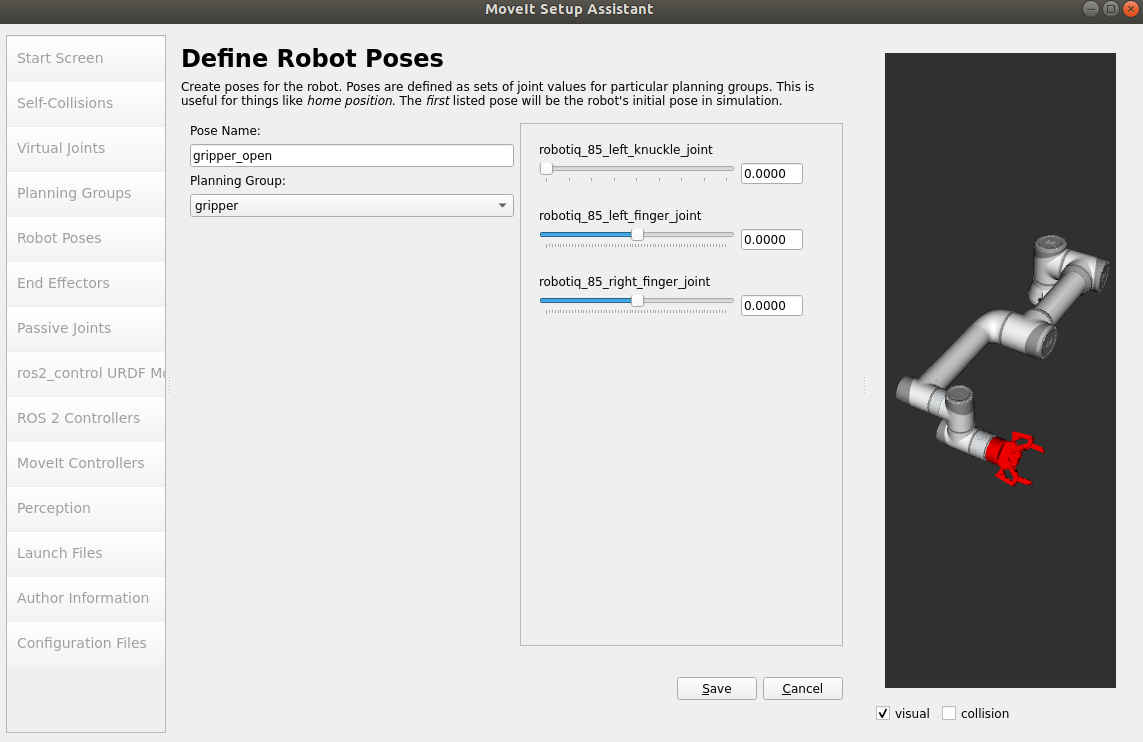 MoveIt Setup Assistant
Start Screen
Self-Collisions
Virtual Joints
Planning Groups
Robot Poses
End Effectors
Passive Joints
ros2_control URDF Mo
ROS 2 Controllers
MoveIt Controllers
Perception
Launch Files
Author Information
Configuration Files
Define Robot Poses
Create poses for the robot. Poses are defined as sets of joint values for particular planning groups. This is
useful for things like home position. The first listed pose will be the robot's initial pose in simulation.
Pose Name:
gripper_open
Planning Group:
gripper
robotiq_85_left_knuckle_joint
0.0000
robotiq_85_left_finger_joint
0.0000
robotiq_85_right_finger_joint
0.0000
Save
Cancel
visual
collision